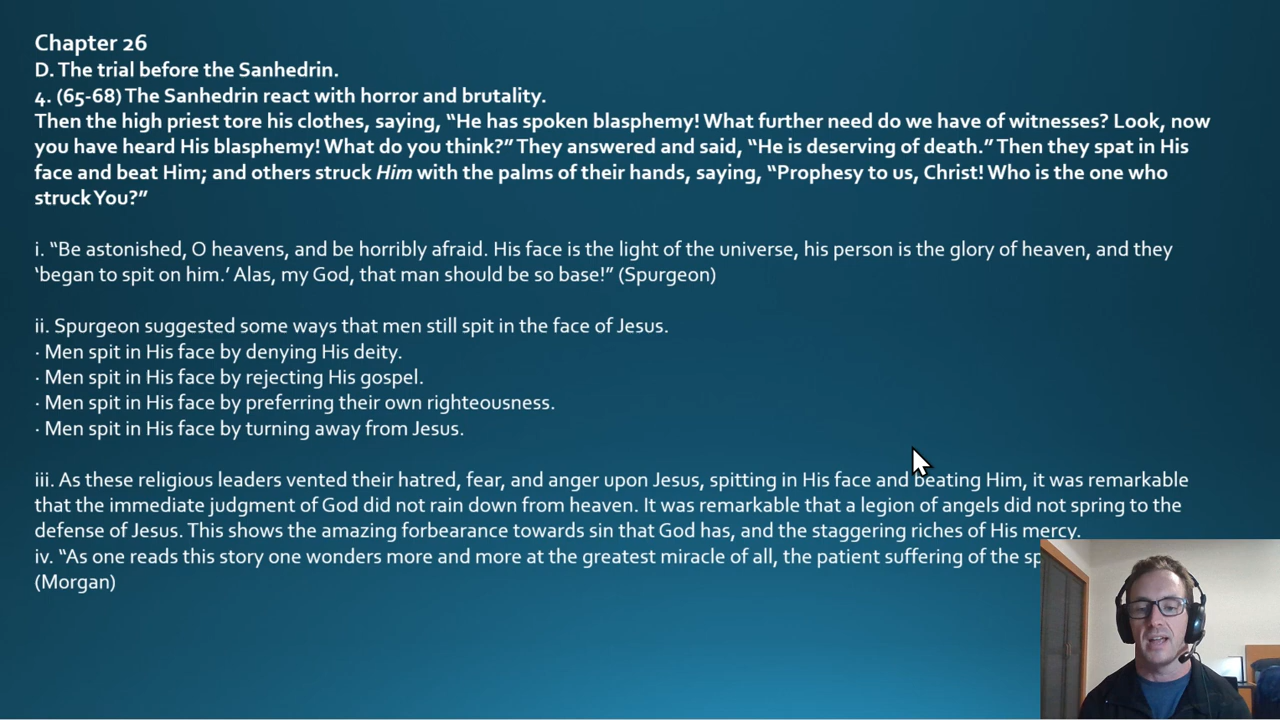 Chapter 26
D. The trial before the Sanhedrin.
4. (65-68) The Sanhedrin react with horror and brutality.
Then the high priest tore his clothes, saying, “He has spoken blasphemy! What further need do we have of witnesses? Look, now
you have heard His blasphemy! What do you think?” They answered and said, “He is deserving of death.” Then they spat in His
face and beat Him; and others struck Him with the palms of their hands, saying, “Prophesy to us, Christ! Who is the one who
struck You?”
i. “Be astonished, O heavens, and be horribly afraid. His face is the light of the universe, his person is the glory of heaven, and they
‘began to spit on him.’ Alas, my God, that man should be so base!” (Spurgeon)
ii. Spurgeon suggested some ways that men still spit in the face of Jesus.
· Men spit in His face by denying His deity.
· Men spit in His face by rejecting His gospel.
· Men spit in His face by preferring their own righteousness.
· Men spit in His face by turning away from Jesus.
iii. As these religious leaders vented their hatred, fear, and anger upon Jesus, spitting in His face and beating Him, it was remarkable
that the immediate judgment of God did not rain down from heaven. It was remarkable that a legion of angels did not spring to the
defense of Jesus. This shows the amazing forbearance towards sin that God has, and the staggering riches of His mercy.
iv. “As one reads this story one wonders more and more at the greatest miracle of all, the patient suffering of the
(Morgan)